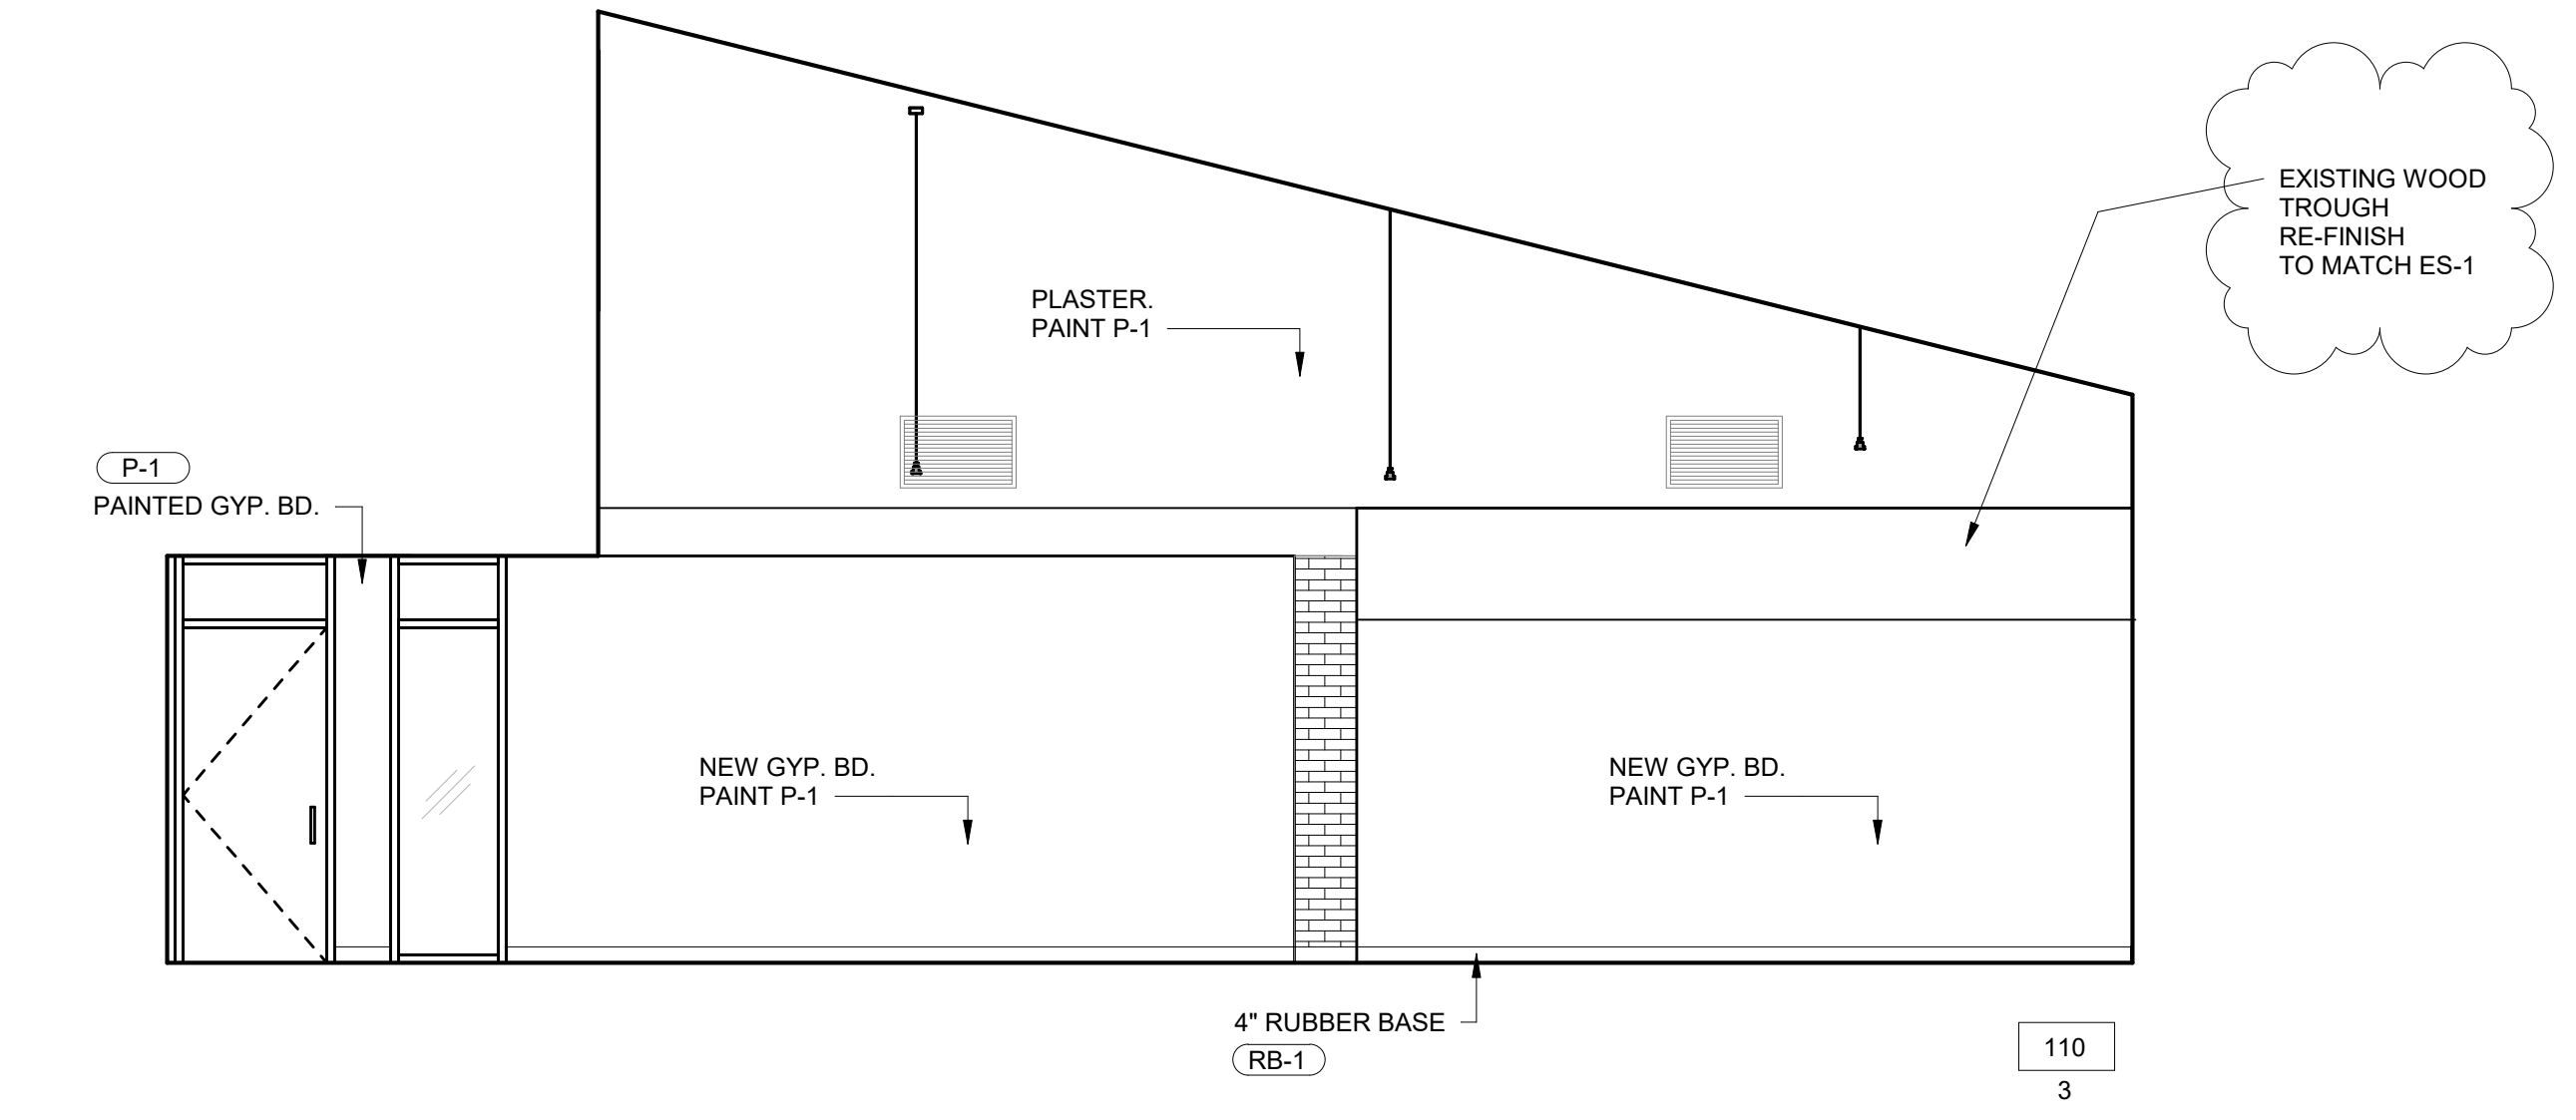 EXISTING WOOD
TROUGH
RE-FINISH
TO MATCH ES-1
PLASTER.
PAINT P-1
P-1
PAINTED GYP. BD.
NEW GYP. BD.
PAINT P-1
NEW GYP. BD.
PAINT P-1
4" RUBBER BASE
RB-1
110
3